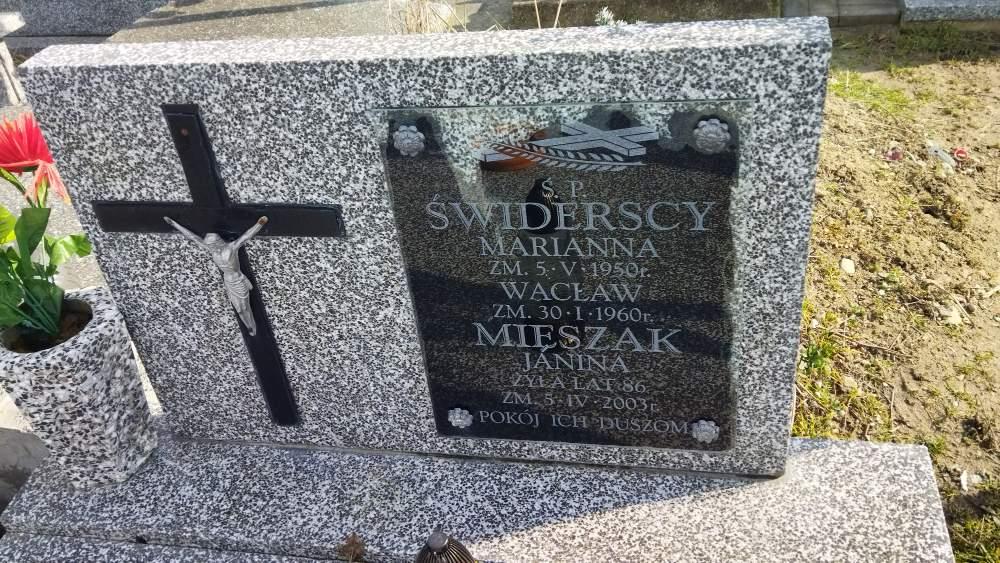 Ś. P.
ŚWIDERSCY
MARIANNA
ZM. 5·V·1950r.
WACŁAW
ZM. 30·I·1960r.
MIĘSZAK
JANINA
ŻYŁA LAT 86
ZM. 5·IV·2003r.
POKÓJ ICH DUSZOM